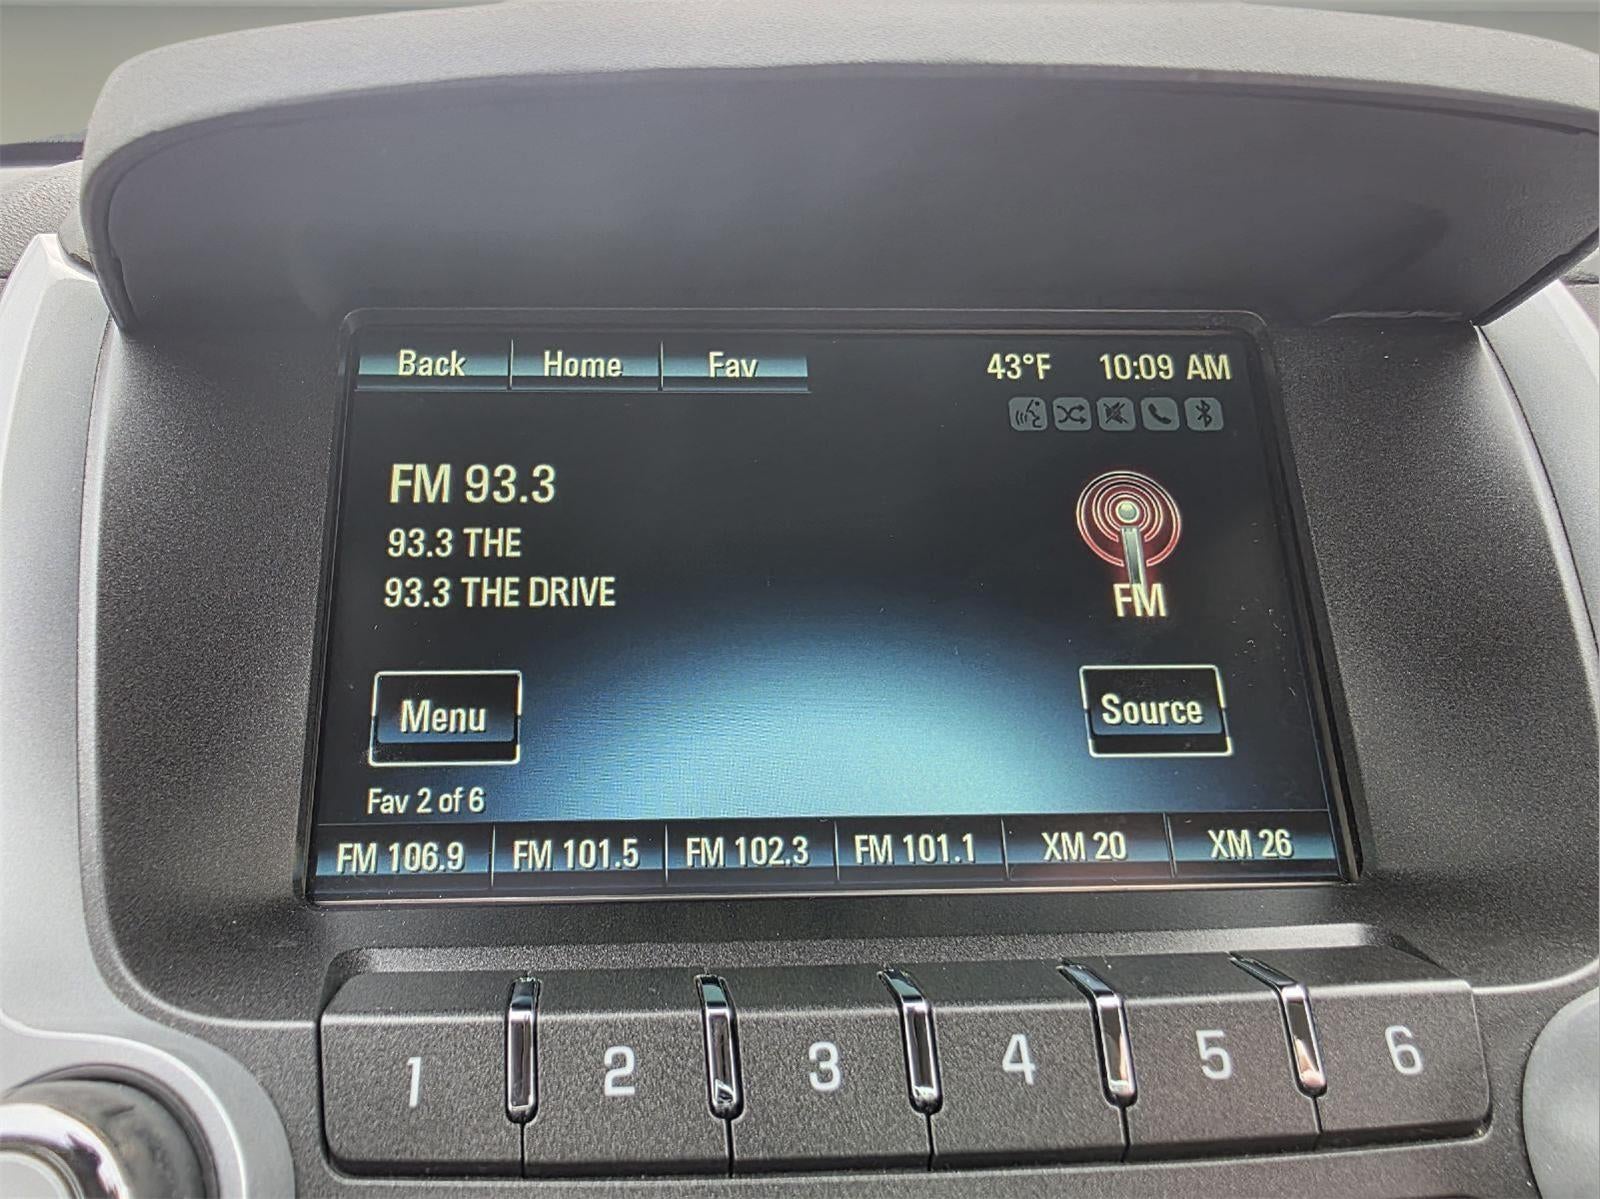 Back Home Fav 43°F 10:09 AM
FM 93.3
93.3 THE
93.3 THE DRIVE
FM
Menu Source
Fav 2 of 6
FM 106.9 FM 101.5 FM 102.3 FM 101.1 XM 20 XM 26
1 2 3 4 5 6